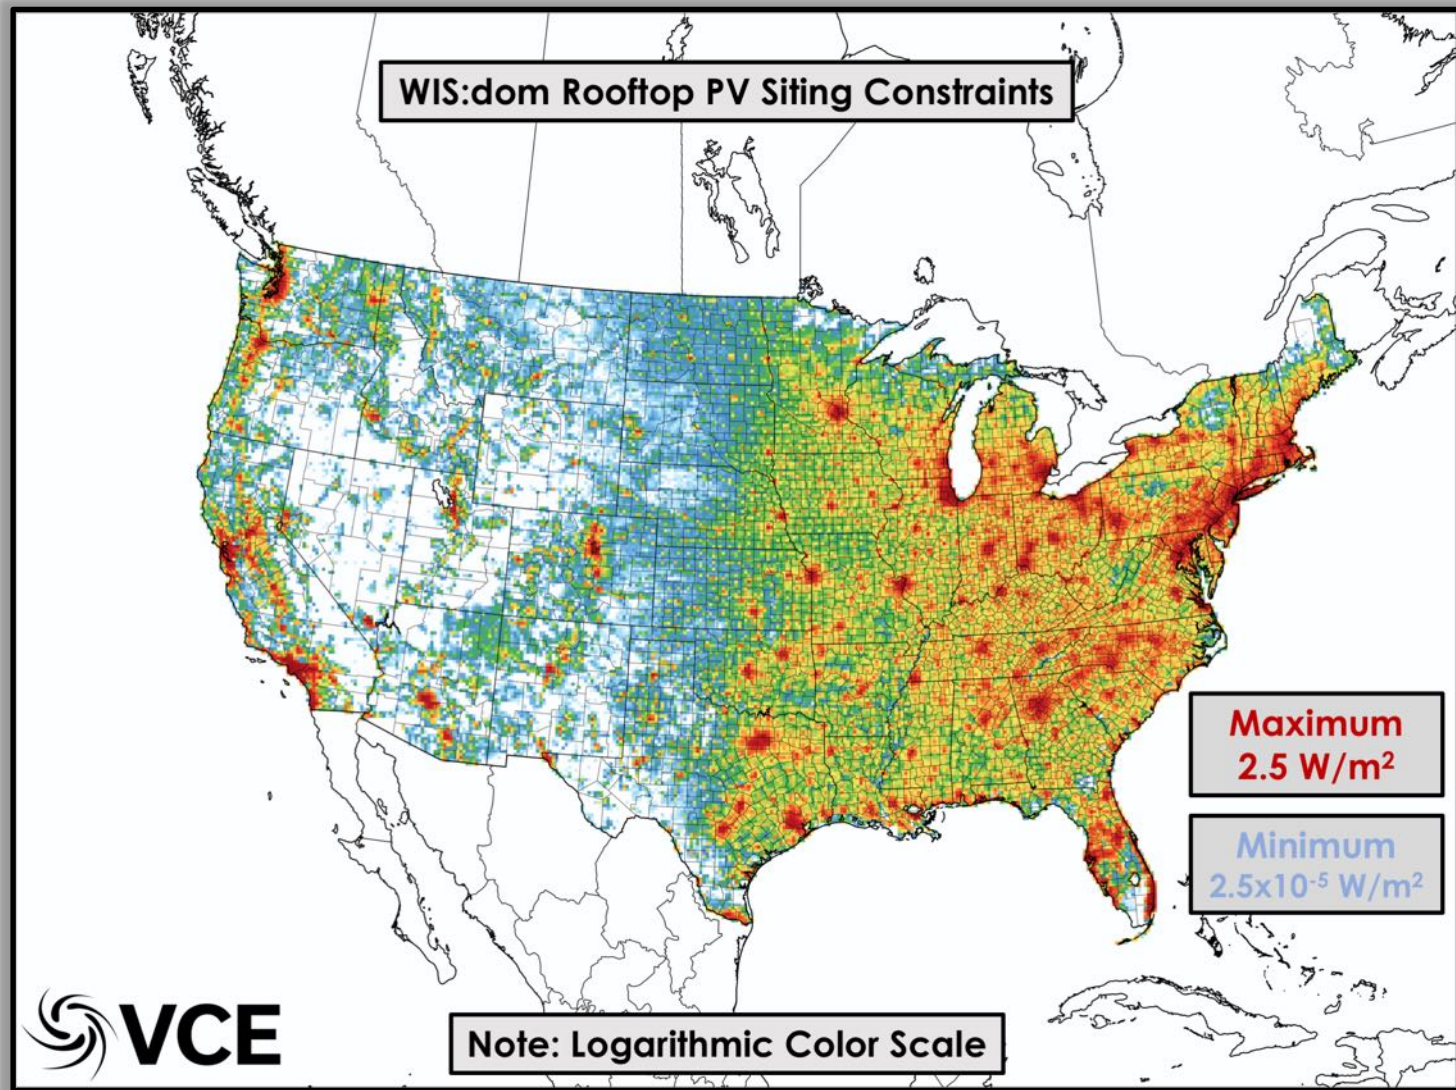 WIS:dom Rooftop PV Siting Constraints
Maximum
2.5 W/m²
Minimum
2.5x10⁻⁵ W/m²
VCE
Note: Logarithmic Color Scale